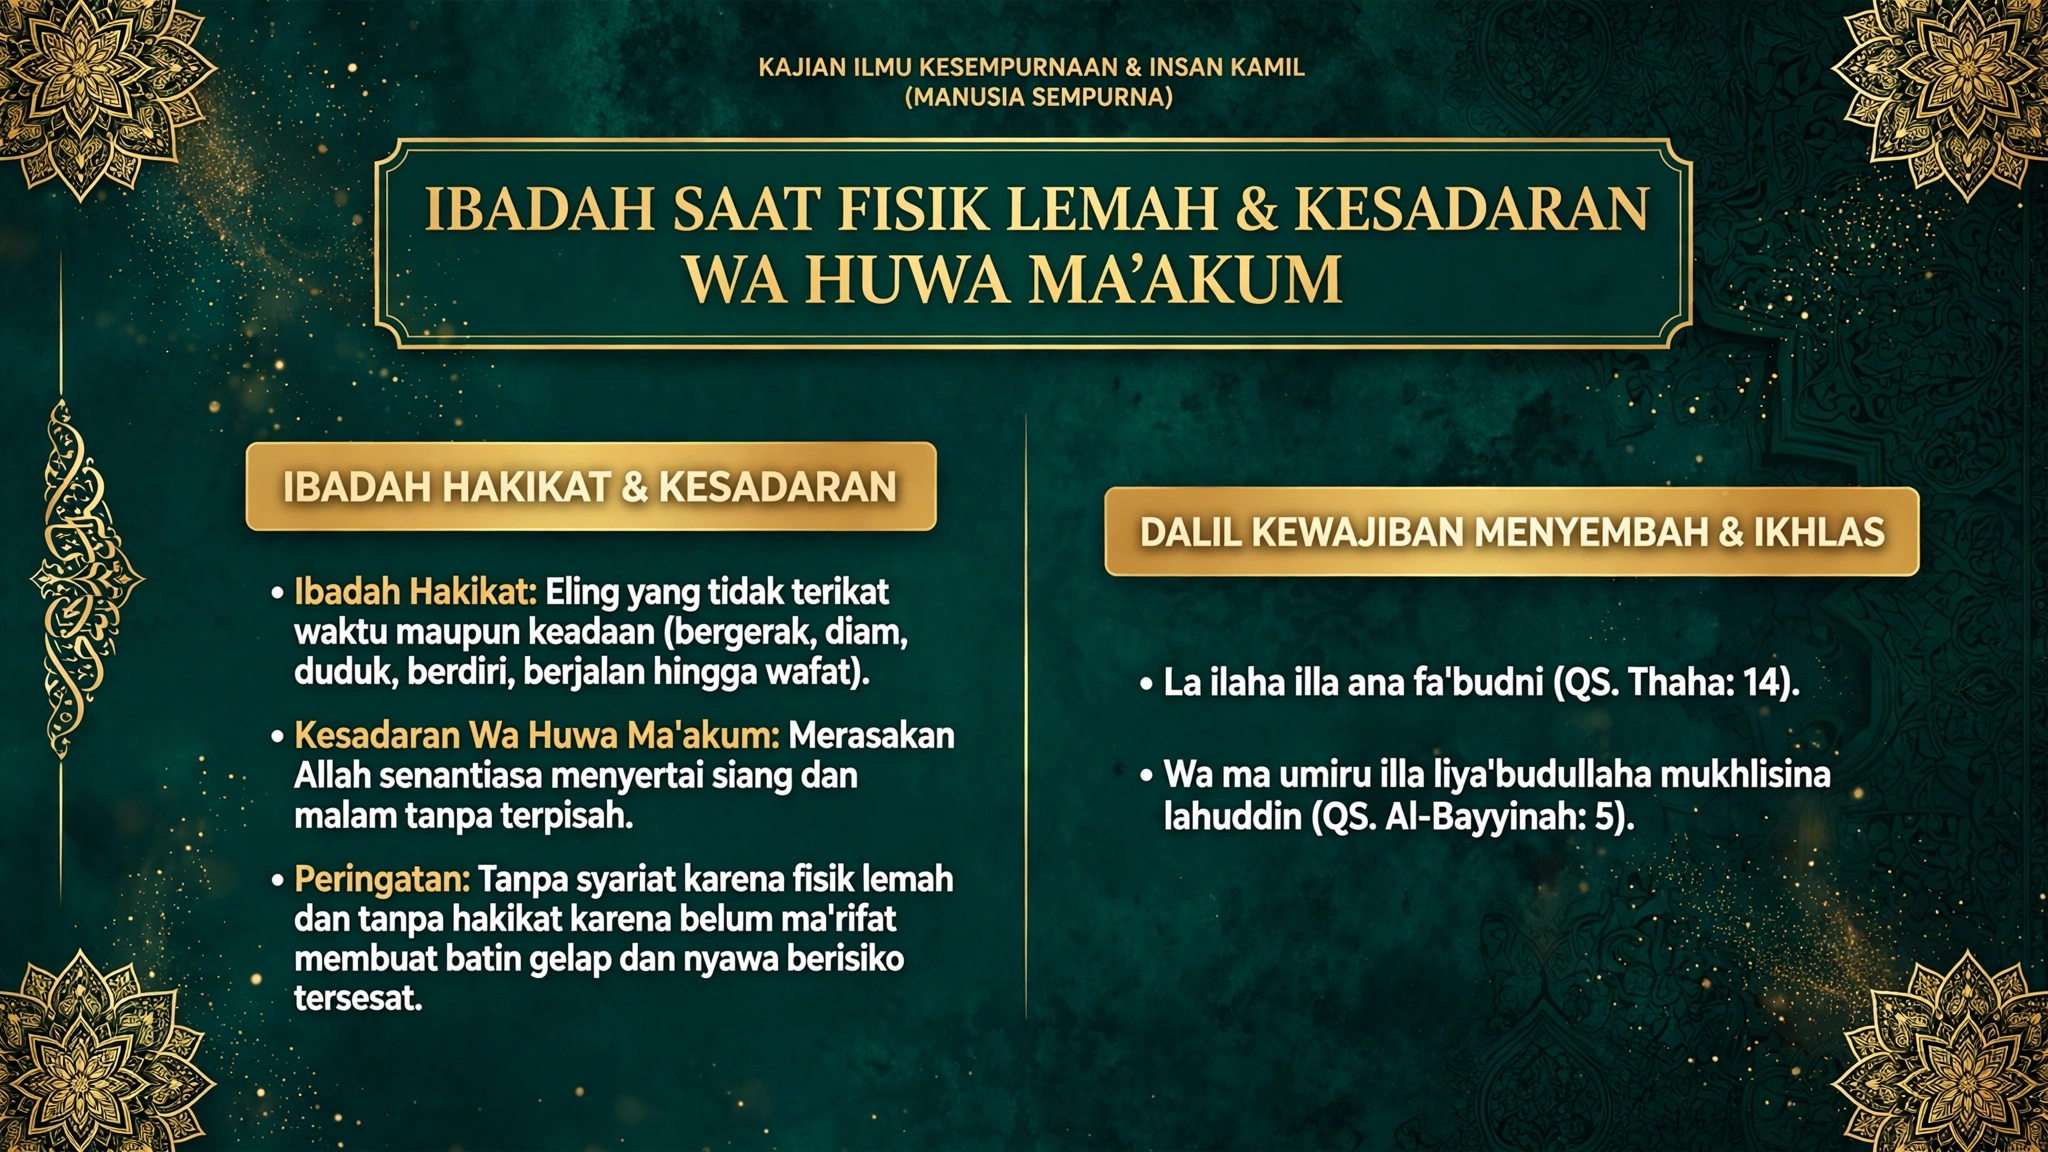 KAJIAN ILMU KESEMPURNAAN & INSAN KAMIL
(MANUSIA SEMPURNA)
IBADAH SAAT FISIK LEMAH & KESADARAN
WA HUWA MA’AKUM
IBADAH HAKIKAT & KESADARAN
• Ibadah Hakikat: Eling yang tidak terikat
waktu maupun keadaan (bergerak, diam,
duduk, berdiri, berjalan hingga wafat).
• Kesadaran Wa Huwa Ma'akum: Merasakan
Allah senantiasa menyertai siang dan
malam tanpa terpisah.
• Peringatan: Tanpa syariat karena fisik lemah
dan tanpa hakikat karena belum ma'rifat
membuat batin gelap dan nyawa berisiko
tersesat.
DALIL KEWAJIBAN MENYEMBAH & IKHLAS
• La ilaha illa ana fa'budni (QS. Thaha: 14).
• Wa ma umiru illa liya'budullaha mukhlisina
lahuddin (QS. Al-Bayyinah: 5).